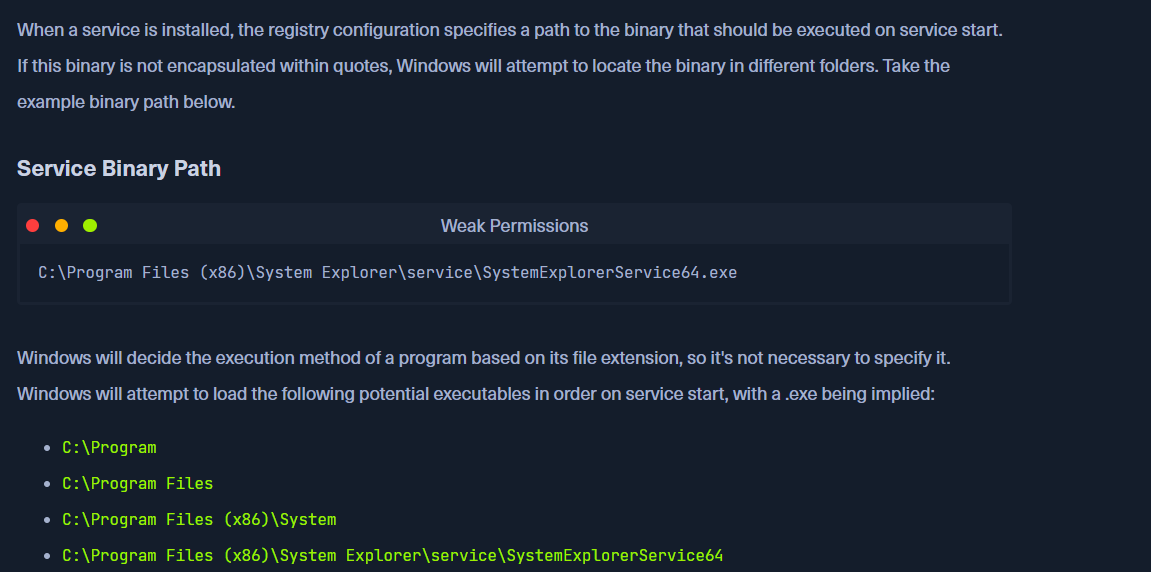 When a service is installed, the registry configuration specifies a path to the binary that should be executed on service start.
If this binary is not encapsulated within quotes, Windows will attempt to locate the binary in different folders. Take the
example binary path below.
Service Binary Path
Weak Permissions
C:\Program Files (x86)\System Explorer\service\SystemExplorerService64.exe
Windows will decide the execution method of a program based on its file extension, so it's not necessary to specify it.
Windows will attempt to load the following potential executables in order on service start, with a .exe being implied:
C:\Program
C:\Program Files
C:\Program Files (x86)\System
C:\Program Files (x86)\System Explorer\service\SystemExplorerService64